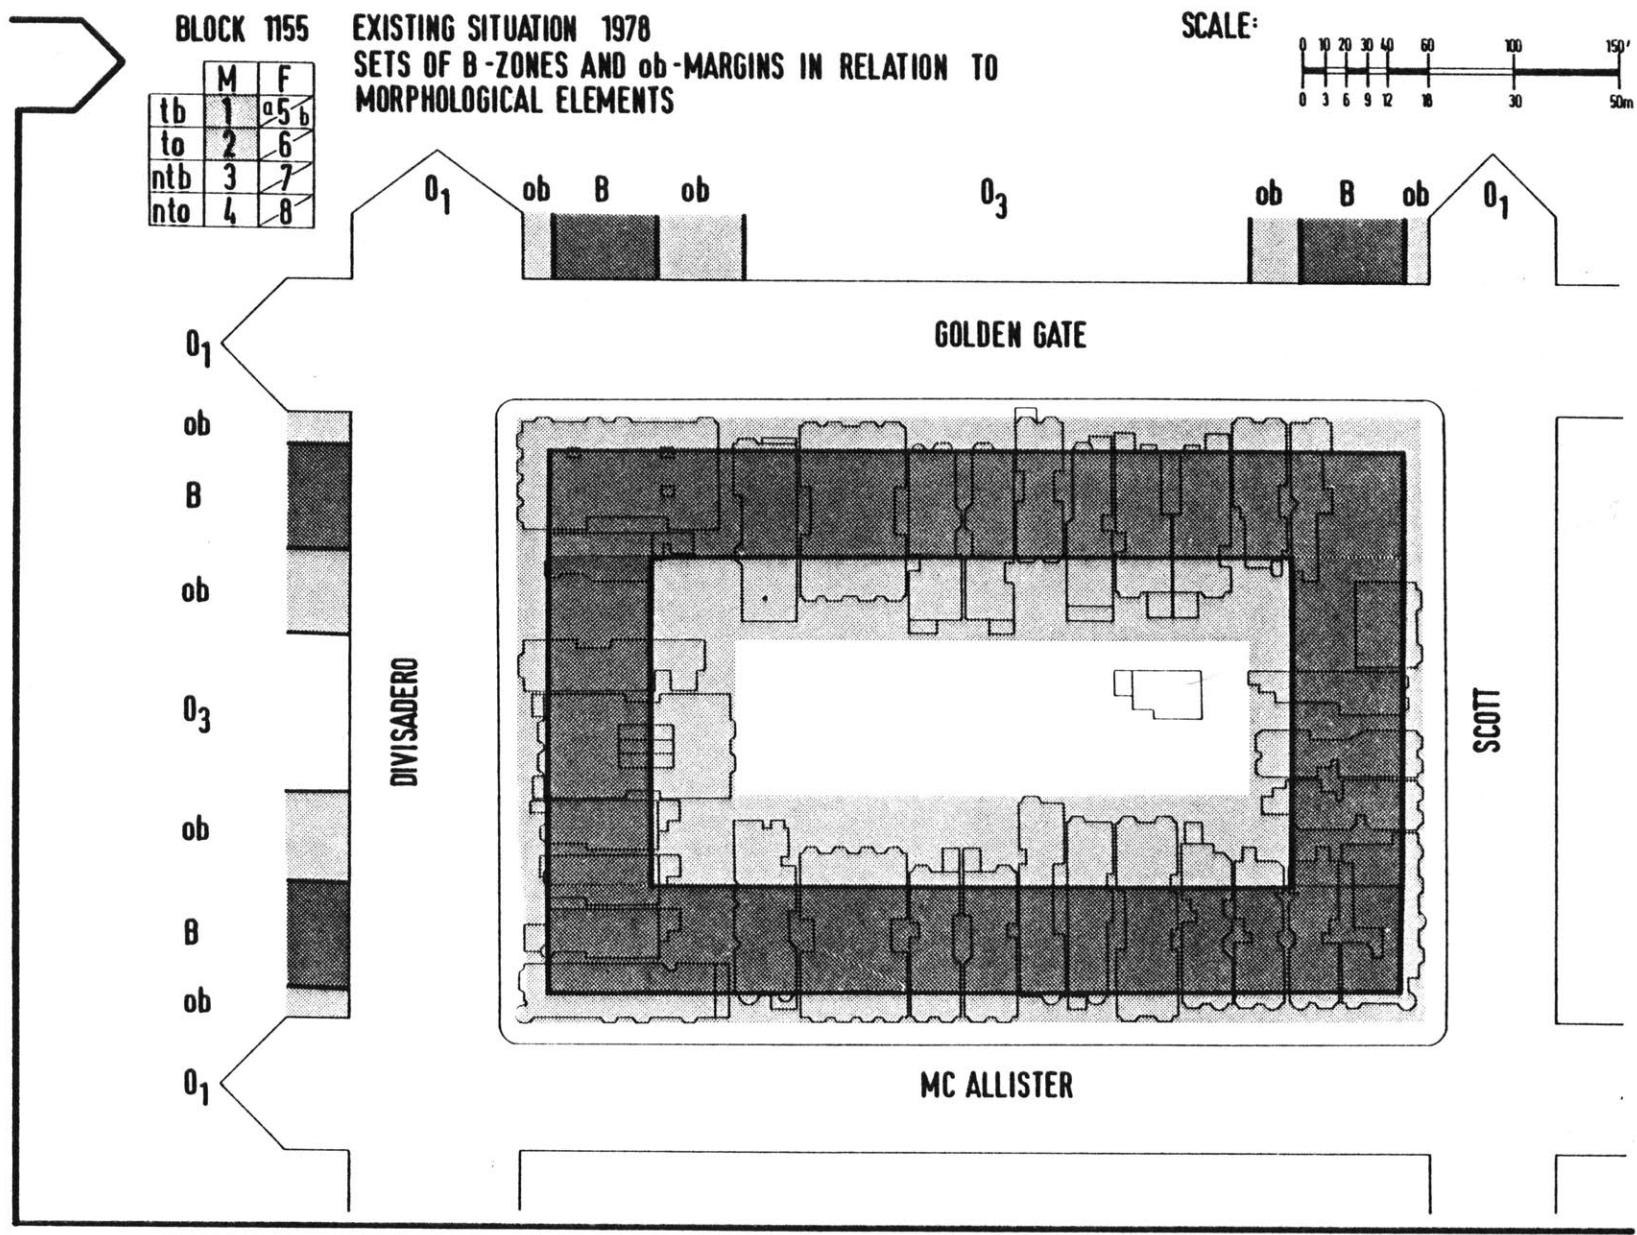 BLOCK 1155 EXISTING SITUATION 1978
SETS OF B-ZONES AND ob-MARGINS IN RELATION TO
MORPHOLOGICAL ELEMENTS
SCALE:
0 10 20 30 40 60 100 150'
0 3 6 9 12 18 30 50m
M F
tb 1 a5b
to 2 6
ntb 3 7
nto 4 8
O1 ob B ob O3 ob B ob O1
GOLDEN GATE
O1
ob
B
ob
O3
ob
B
ob
O1
DIVISADERO
SCOTT
MC ALLISTER